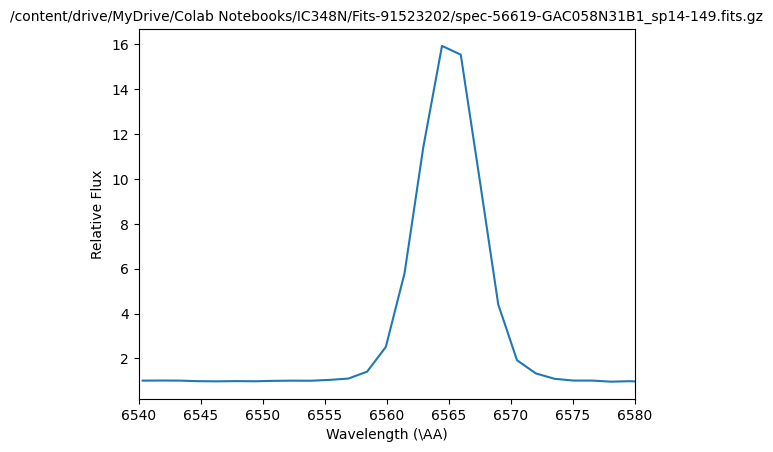 /content/drive/MyDrive/Colab Notebooks/IC348N/Fits-91523202/spec-56619-GAC058N31B1_sp14-149.fits.gz
16
14
12
10
8
6
4
2
Relative Flux
6540 6545 6550 6555 6560 6565 6570 6575 6580
Wavelength (\AA)